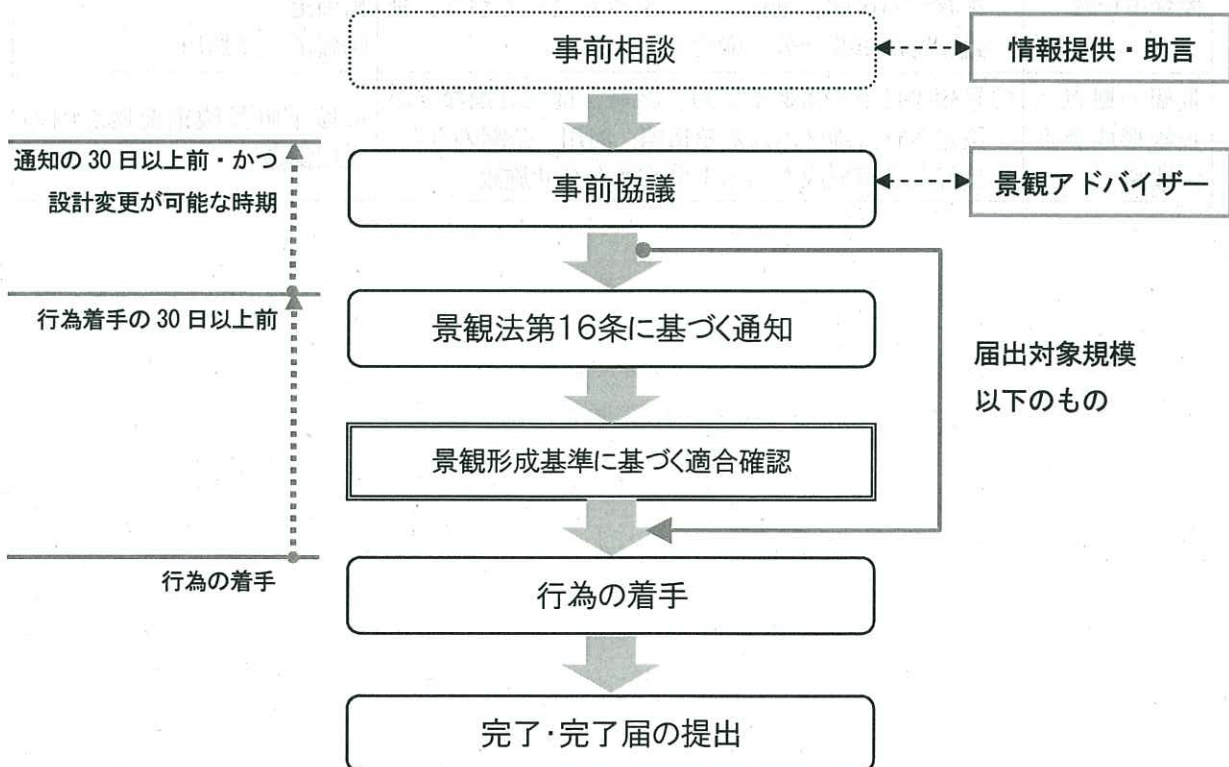 事前相談
情報提供・助言
通知の30日以上前・かつ
設計変更が可能な時期
事前協議
景観アドバイザー
行為着手の30日以上前
景観法第16条に基づく通知
届出対象規模
以下のもの
景観形成基準に基づく適合確認
行為の着手
行為の着手
完了・完了届の提出